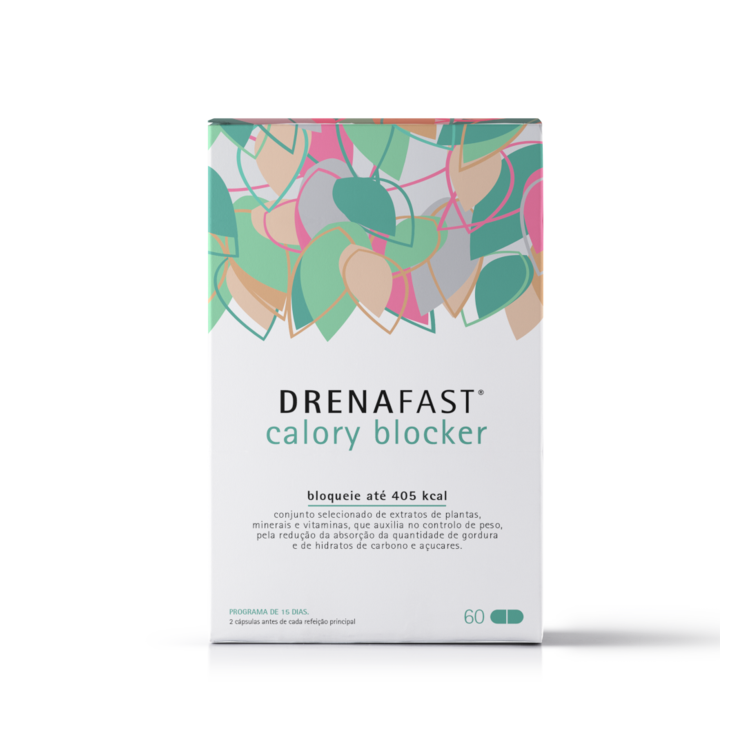 DRENAFAST®
calory blocker
bloqueie até 405 kcal
conjunto selecionado de extratos de plantas,
minerais e vitaminas, que auxilia no controlo de peso,
pela redução da absorção da quantidade de gordura
e de hidratos de carbono e açucares.
PROGRAMA DE 15 DIAS.
2 cápsulas antes de cada refeição principal
60